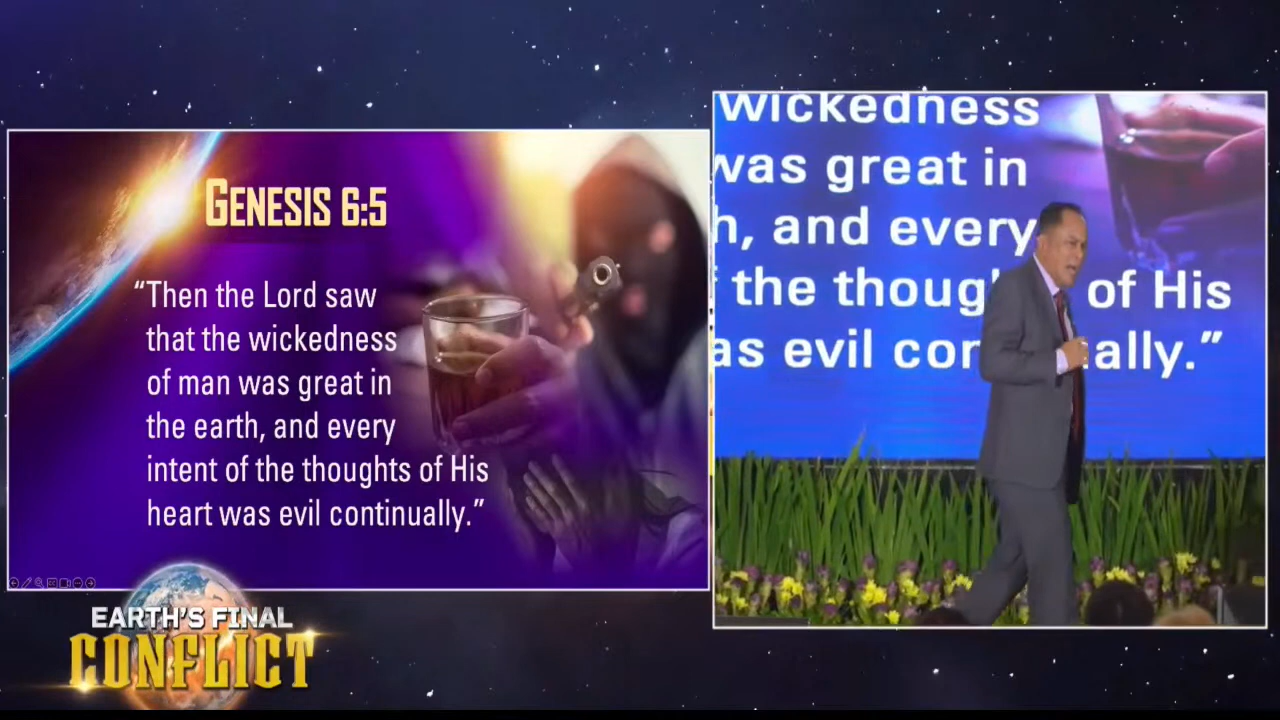 GENESIS 6:5
“Then the Lord saw
that the wickedness
of man was great in
the earth, and every
intent of the thoughts of His
heart was evil continually.”
EARTH'S FINAL
CONFLICT
wickedness
was great in
h, and every
the thoug of His
as evil con ally.”